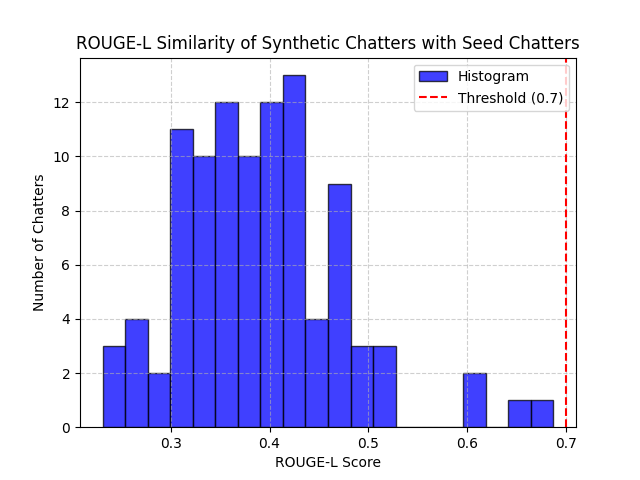 ROUGE-L Similarity of Synthetic Chatters with Seed Chatters
Histogram
Threshold (0.7)
Number of Chatters
12
10
8
6
4
2
0
0.3 0.4 0.5 0.6 0.7
ROUGE-L Score